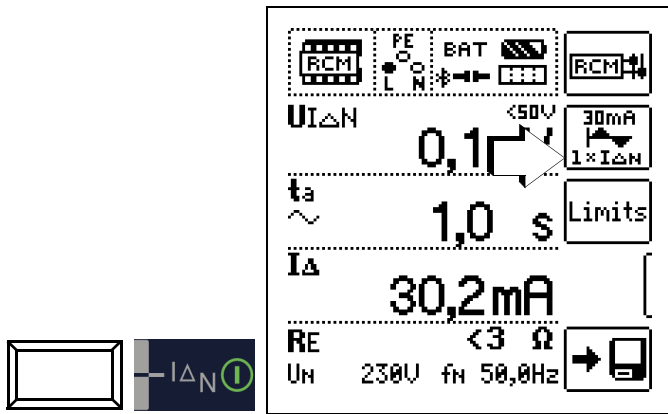 RCM PE BAT RCM
L N
UI△N <50V 30mA
0,1 V 1×I△N
ta 1,0 s Limits
I△ 30,2mA
RE <3 Ω
UN 230V fN 50,0Hz
I△N